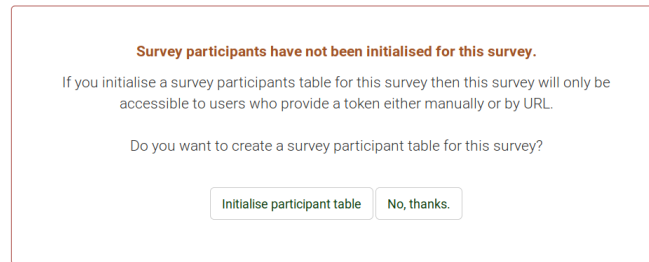 Survey participants have not been initialised for this survey.
If you initialise a survey participants table for this survey then this survey will only be
accessible to users who provide a token either manually or by URL.
Do you want to create a survey participant table for this survey?
Initialise participant table No, thanks.